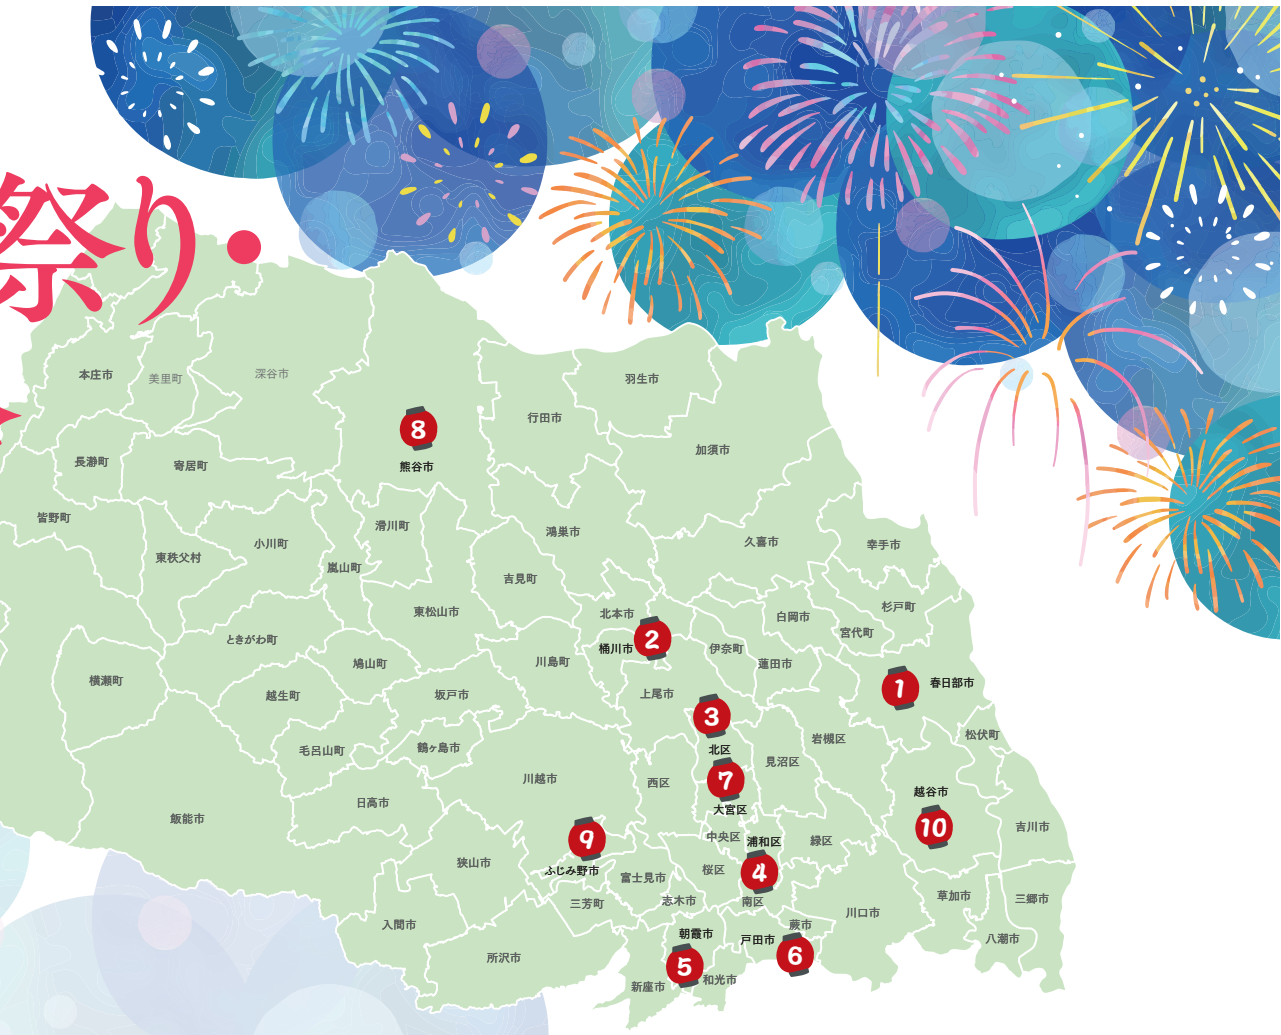 祭り・
本庄市
美里町
深谷市
羽生市
行田市
8
熊谷市
加須市
長瀞町
寄居町
皆野町
滑川町
鴻巣市
久喜市
幸手市
東秩父村
小川町
嵐山町
吉見町
東松山市
北本市
白岡市
杉戸町
宮代町
ときがわ町
2
桶川市
伊奈町
蓮田市
鳩山町
川島町
横瀬町
越生町
坂戸市
上尾市
1
春日部市
3
北区
岩槻区
松伏町
毛呂山町
鶴ヶ島市
見沼区
川越市
西区
7
大宮区
越谷市
日高市
飯能市
10
吉川市
9
ふじみ野市
中央区
浦和区
緑区
狭山市
桜区
4
富士見市
南区
志木市
三芳町
草加市
三郷市
川口市
入間市
蕨市
朝霞市
戸田市
八潮市
所沢市
5
6
新座市
和光市